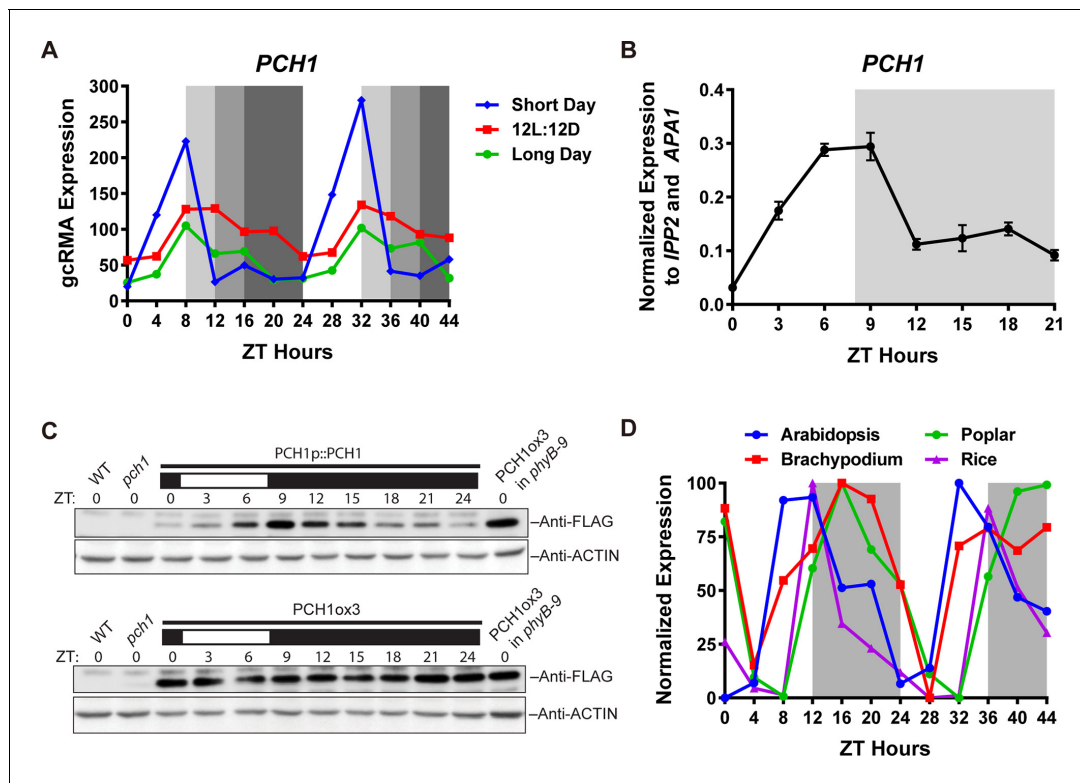 A
PCH1
gcRMA Expression
300
250
200
150
100
50
0
0 4 8 12 16 20 24 28 32 36 40 44
ZT Hours
Short Day
12L:12D
Long Day
B
PCH1
Normalized Expression
to IPP2 and APA1
0.4
0.3
0.2
0.1
0.0
0 3 6 9 12 15 18 21
ZT Hours
C
WT
pch1
PCH1p::PCH1
PCH1ox3
in phyB-9
ZT: 0 0 0 3 6 9 12 15 18 21 24 0
–Anti-FLAG
–Anti-ACTIN
WT
pch1
PCH1ox3
PCH1ox3
in phyB-9
ZT: 0 0 0 3 6 9 12 15 18 21 24 0
–Anti-FLAG
–Anti-ACTIN
D
Arabidopsis
Brachypodium
Poplar
Rice
Normalized Expression
100
75
50
25
0
0 4 8 12 16 20 24 28 32 36 40 44
ZT Hours